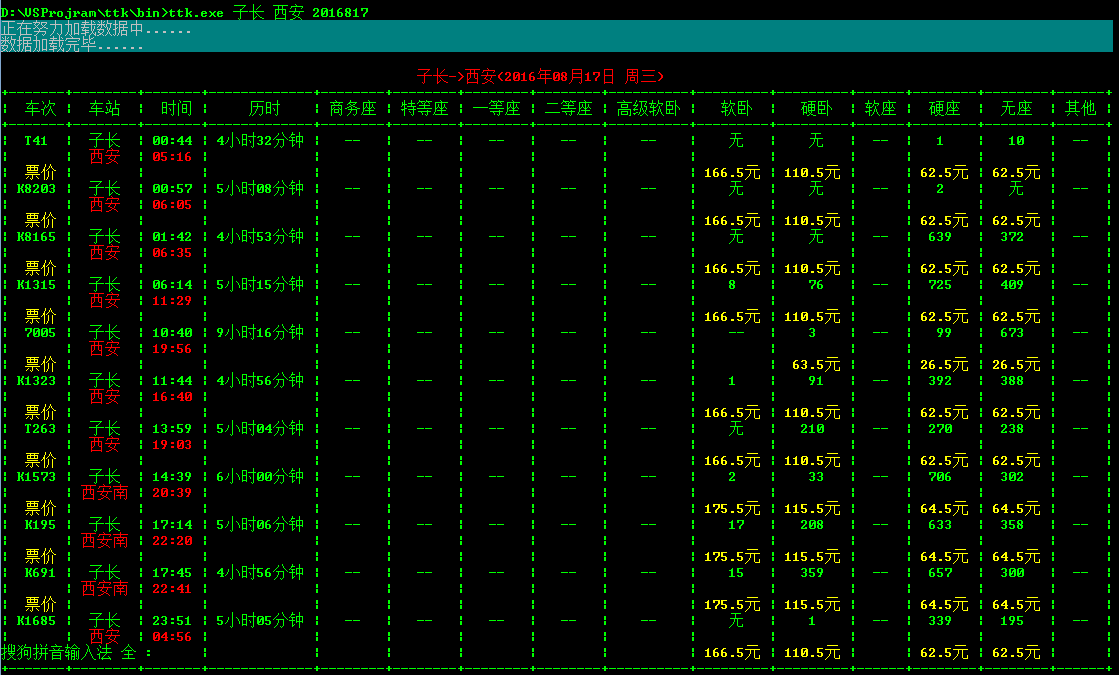 D:\VSProjram\ttk\bin>ttk.exe 子长 西安 2016817
正在努力加载数据中......
数据加载完毕......
子长->西安<2016年08月17日 周三>
车次 车站 时间 历时 商务座 特等座 一等座 二等座 高级软卧 软卧 硬卧 软座 硬座 无座 其他
T41 子长 00:44 4小时32分钟 -- -- -- -- -- 无 无 -- 1 10 --
西安 05:16
票价 166.5元 110.5元 62.5元 62.5元
K8203 子长 00:57 5小时08分钟 -- -- -- -- -- 无 无 -- 2 无 --
西安 06:05
票价 166.5元 110.5元 62.5元 62.5元
K8165 子长 01:42 4小时53分钟 -- -- -- -- -- 无 无 -- 639 372 --
西安 06:35
票价 166.5元 110.5元 62.5元 62.5元
K1315 子长 06:14 5小时15分钟 -- -- -- -- -- 8 76 -- 725 409 --
西安 11:29
票价 166.5元 110.5元 62.5元 62.5元
7005 子长 10:40 9小时16分钟 -- -- -- -- -- -- 3 -- 99 673 --
西安 19:56
票价 63.5元 26.5元 26.5元
K1323 子长 11:44 4小时56分钟 -- -- -- -- -- 1 91 -- 392 388 --
西安 16:40
票价 166.5元 110.5元 62.5元 62.5元
T263 子长 13:59 5小时04分钟 -- -- -- -- -- 无 210 -- 270 238 --
西安 19:03
票价 166.5元 110.5元 62.5元 62.5元
K1573 子长 14:39 6小时00分钟 -- -- -- -- -- 2 33 -- 706 302 --
西安南 20:39
票价 175.5元 115.5元 64.5元 64.5元
K195 子长 17:14 5小时06分钟 -- -- -- -- -- 17 208 -- 633 358 --
西安南 22:20
票价 175.5元 115.5元 64.5元 64.5元
K691 子长 17:45 4小时56分钟 -- -- -- -- -- 15 359 -- 657 300 --
西安南 22:41
票价 175.5元 115.5元 64.5元 64.5元
K1685 子长 23:51 5小时05分钟 -- -- -- -- -- 无 1 -- 339 195 --
西安 04:56
搜狗拼音输入法 全 : 166.5元 110.5元 62.5元 62.5元